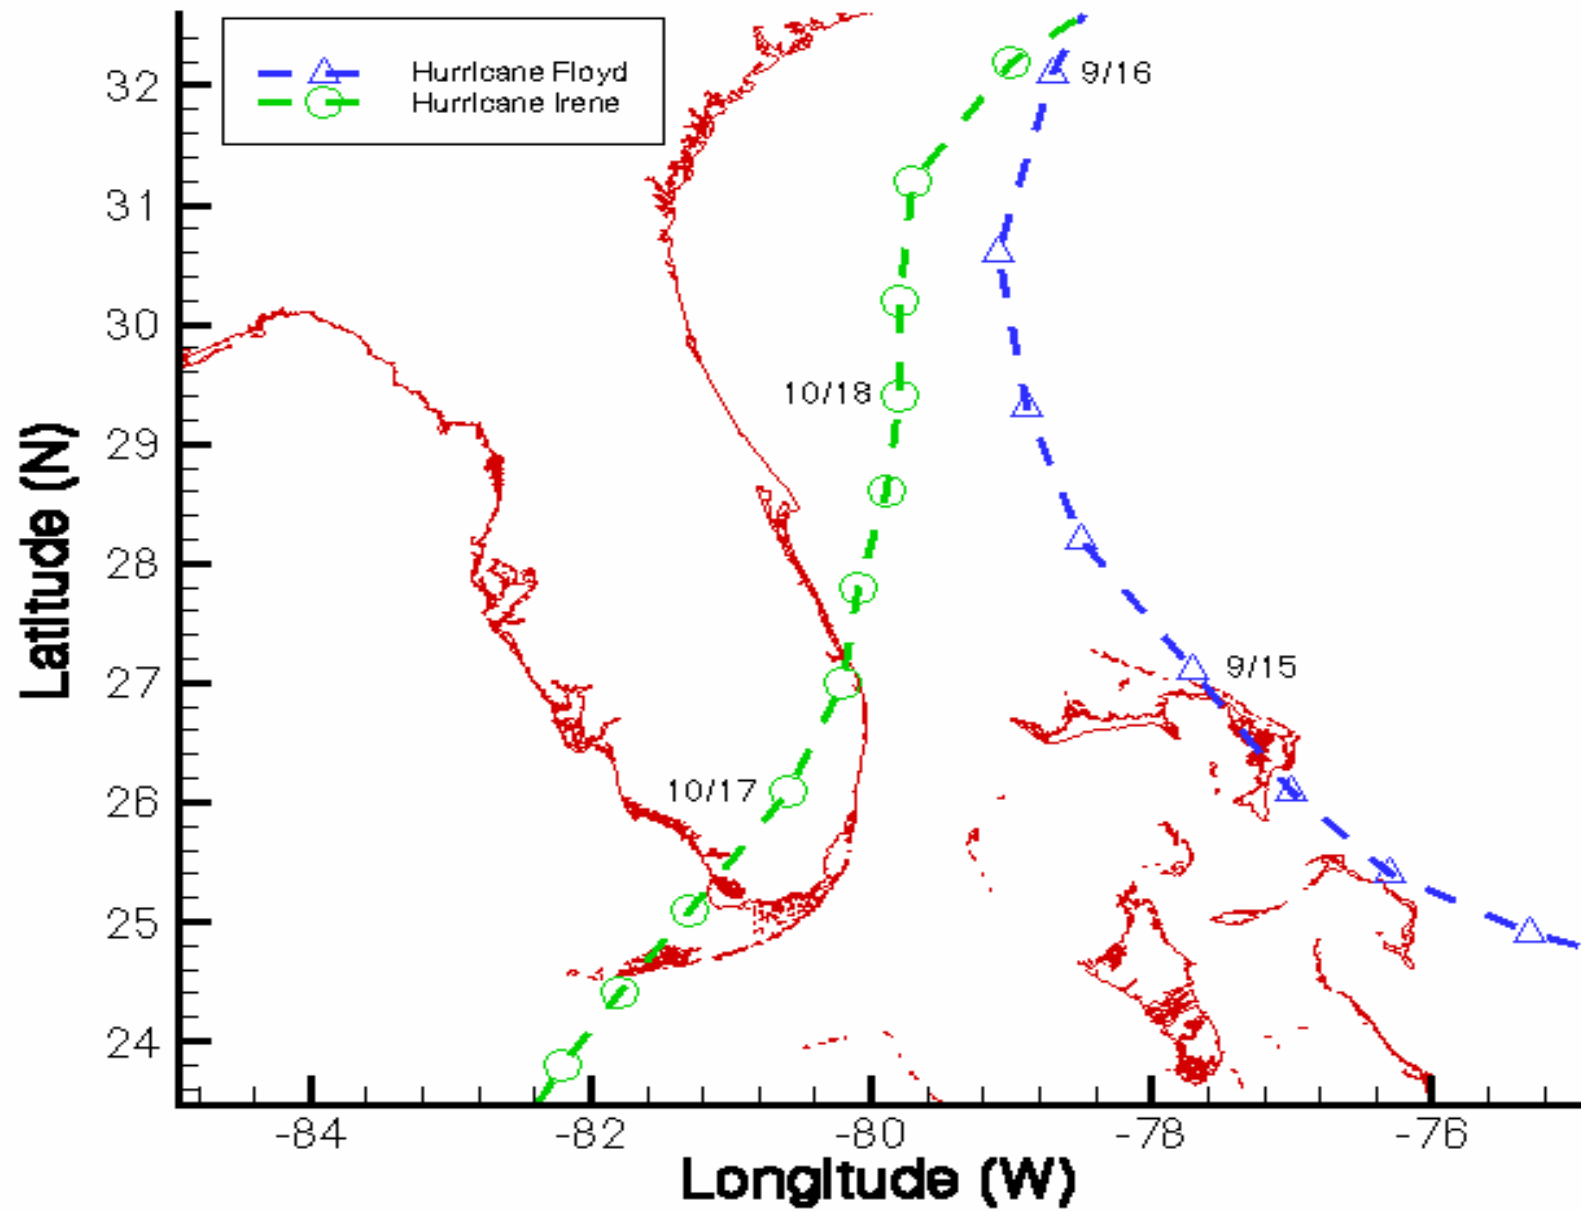 Hurricane Floyd
Hurricane Irene
9/16
32
31
30
10/18
29
28
9/15
27
10/17
26
25
24
Latitude (N)
-84 -82 -80 -78 -76
Longitude (W)